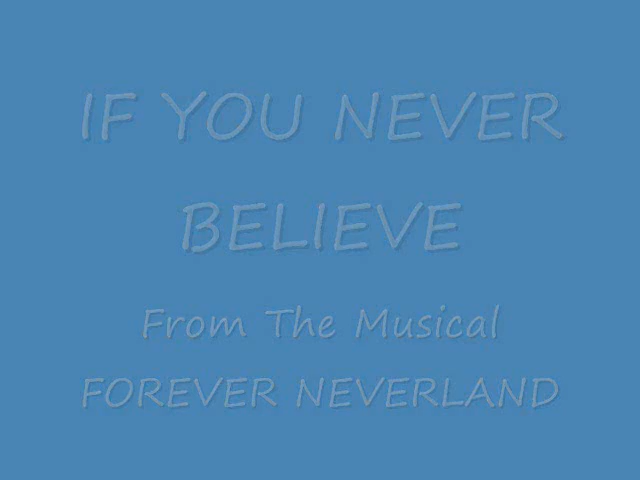 IF YOU NEVER
BELIEVE
From The Musical
FOREVER NEVERLAND